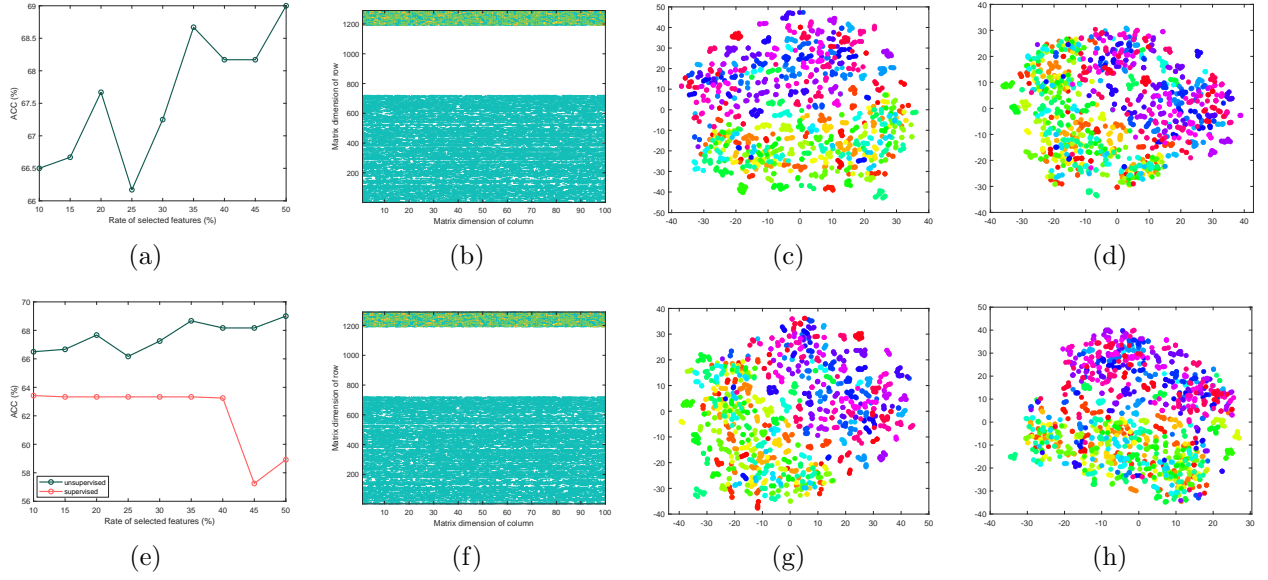 69
68.5
68
67.5
67
66.5
66
ACC (%)
10 15 20 25 30 35 40 45 50
Rate of selected features (%)
(a)
1200
1000
800
600
400
200
Matrix dimension of row
10 20 30 40 50 60 70 80 90 100
Matrix dimension of column
(b)
50
40
30
20
10
0
-10
-20
-30
-40
-50
-40 -30 -20 -10 0 10 20 30 40
(c)
40
30
20
10
0
-10
-20
-30
-40
-40 -30 -20 -10 0 10 20 30 40
(d)
70
68
66
64
62
60
58
56
ACC (%)
unsupervised
supervised
10 15 20 25 30 35 40 45 50
Rate of selected features (%)
(e)
1200
1000
800
600
400
200
Matrix dimension of row
10 20 30 40 50 60 70 80 90 100
Matrix dimension of column
(f)
40
30
20
10
0
-10
-20
-30
-40
-40 -30 -20 -10 0 10 20 30 40 50
(g)
50
40
30
20
10
0
-10
-20
-30
-40
-40 -30 -20 -10 0 10 20 30
(h)